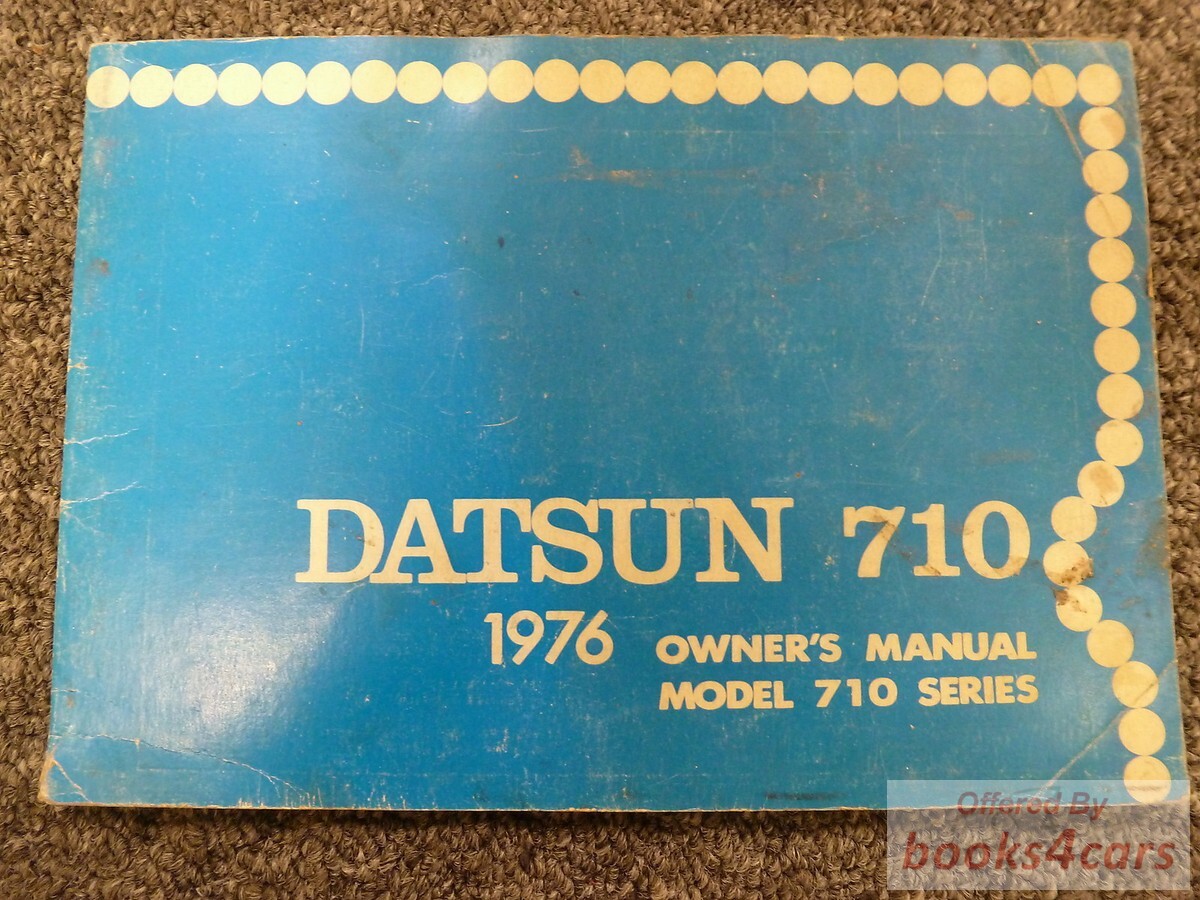 DATSUN 710
1976 OWNER'S MANUAL
MODEL 710 SERIES
Offered By
books4cars